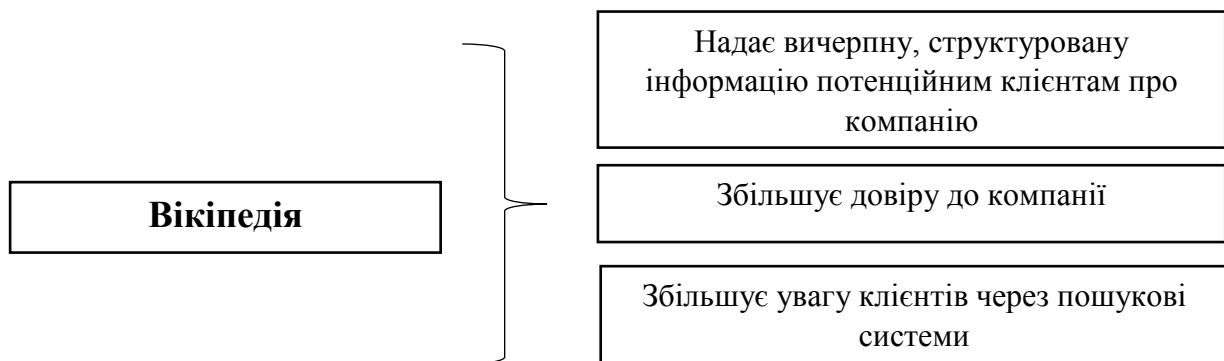 Надає вичерпну, структуровану
інформацію потенційним клієнтам про
компанію
Вікіпедія
Збільшує довіру до компанії
Збільшує увагу клієнтів через пошукові
системи